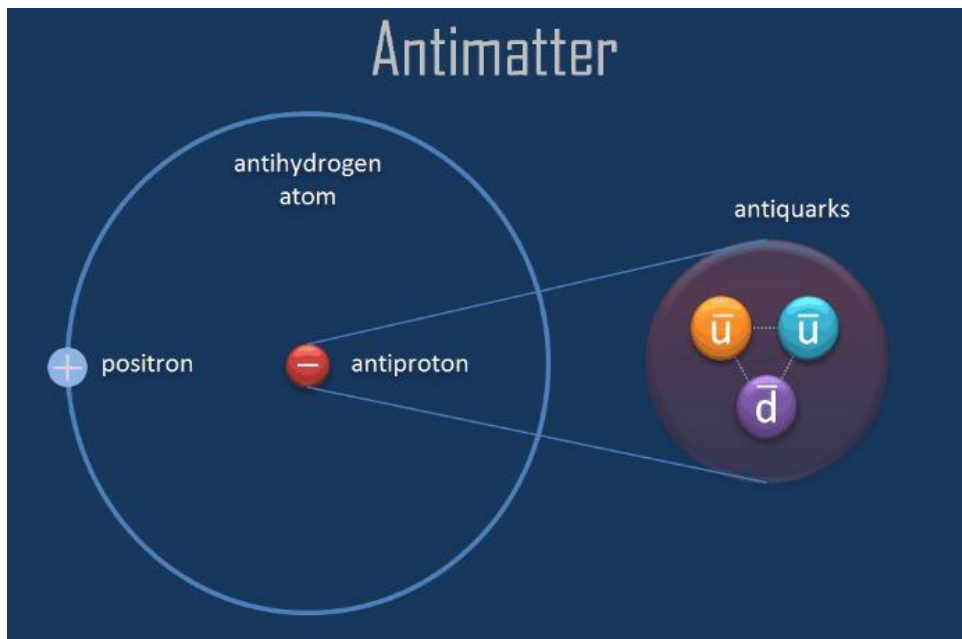 Antimatter
antihydrogen
atom
antiquarks
u̅ u̅
+ positron − antiproton
d̅